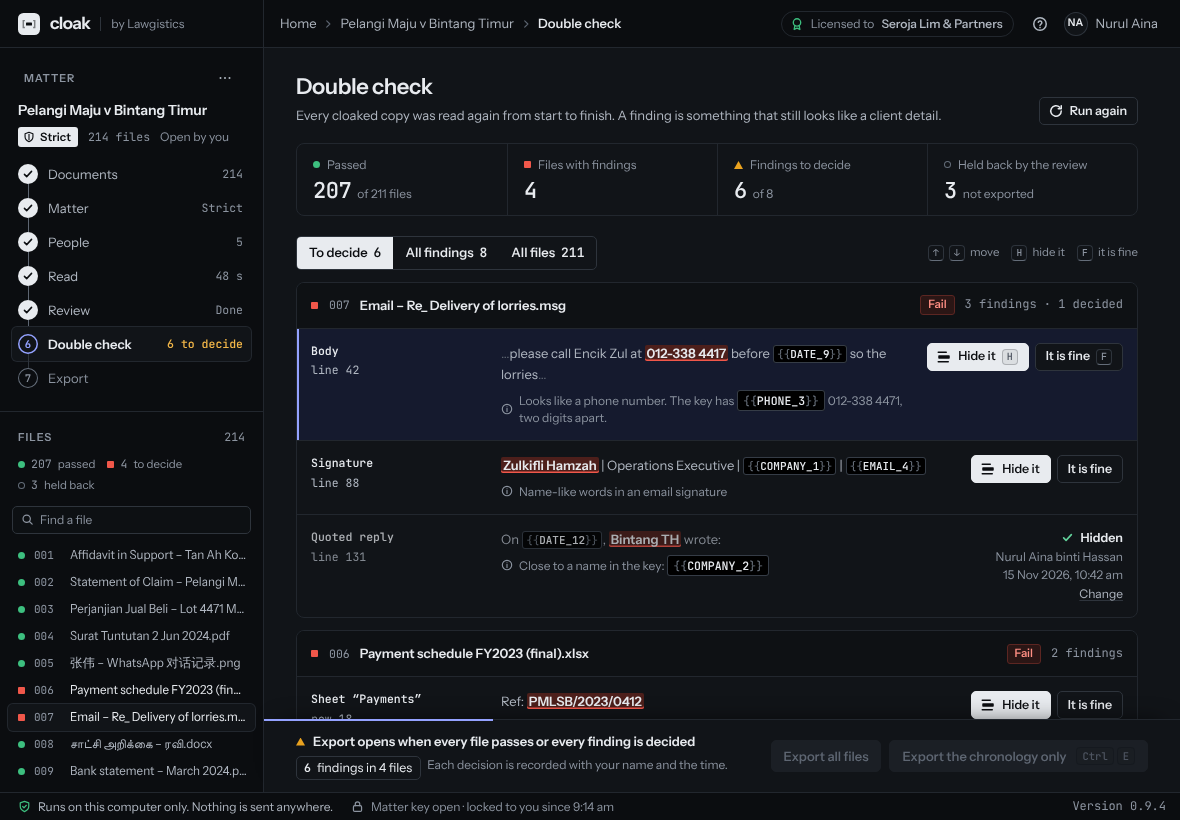 cloak by Lawgistics
Home > Pelangi Maju v Bintang Timur > Double check
Licensed to Seroja Lim & Partners
NA Nurul Aina
MATTER
Pelangi Maju v Bintang Timur
Strict 214 files Open by you
Documents 214
Matter Strict
People 5
Read 48 s
Review Done
6 Double check 6 to decide
7 Export
FILES 214
207 passed 4 to decide
3 held back
Find a file
001 Affidavit in Support – Tan Ah Ko...
002 Statement of Claim – Pelangi M...
003 Perjanjian Jual Beli – Lot 4471 M...
004 Surat Tuntutan 2 Jun 2024.pdf
005 张伟 – WhatsApp 对话记录.png
006 Payment schedule FY2023 (fin...
007 Email – Re_ Delivery of lorries.m...
008 சாட்சி அறிக்கை – ரவி.docx
009 Bank statement – March 2024.p...
Double check
Every cloaked copy was read again from start to finish. A finding is something that still looks like a client detail.
Run again
Passed
207 of 211 files
Files with findings
4
Findings to decide
6 of 8
Held back by the review
3 not exported
To decide 6 All findings 8 All files 211
↑ ↓ move H hide it F it is fine
007 Email – Re_ Delivery of lorries.msg Fail 3 findings · 1 decided
Body
line 42
...please call Encik Zul at 012-338 4417 before {{DATE_9}} so the
lorries...
Looks like a phone number. The key has {{PHONE_3}} 012-338 4471,
two digits apart.
Hide it H It is fine F
Signature
line 88
Zulkifli Hamzah | Operations Executive | {{COMPANY_1}} | {{EMAIL_4}}
Name-like words in an email signature
Hide it It is fine
Quoted reply
line 131
On {{DATE_12}}, Bintang TH wrote:
Close to a name in the key: {{COMPANY_2}}
Hidden
Nurul Aina binti Hassan
15 Nov 2026, 10:42 am
Change
006 Payment schedule FY2023 (final).xlsx Fail 2 findings
Sheet “Payments”
row 18
Ref: PMLSB/2023/0412
Hide it It is fine
Export opens when every file passes or every finding is decided
6 findings in 4 files Each decision is recorded with your name and the time.
Export all files Export the chronology only Ctrl E
Runs on this computer only. Nothing is sent anywhere. Matter key open · locked to you since 9:14 am
Version 0.9.4